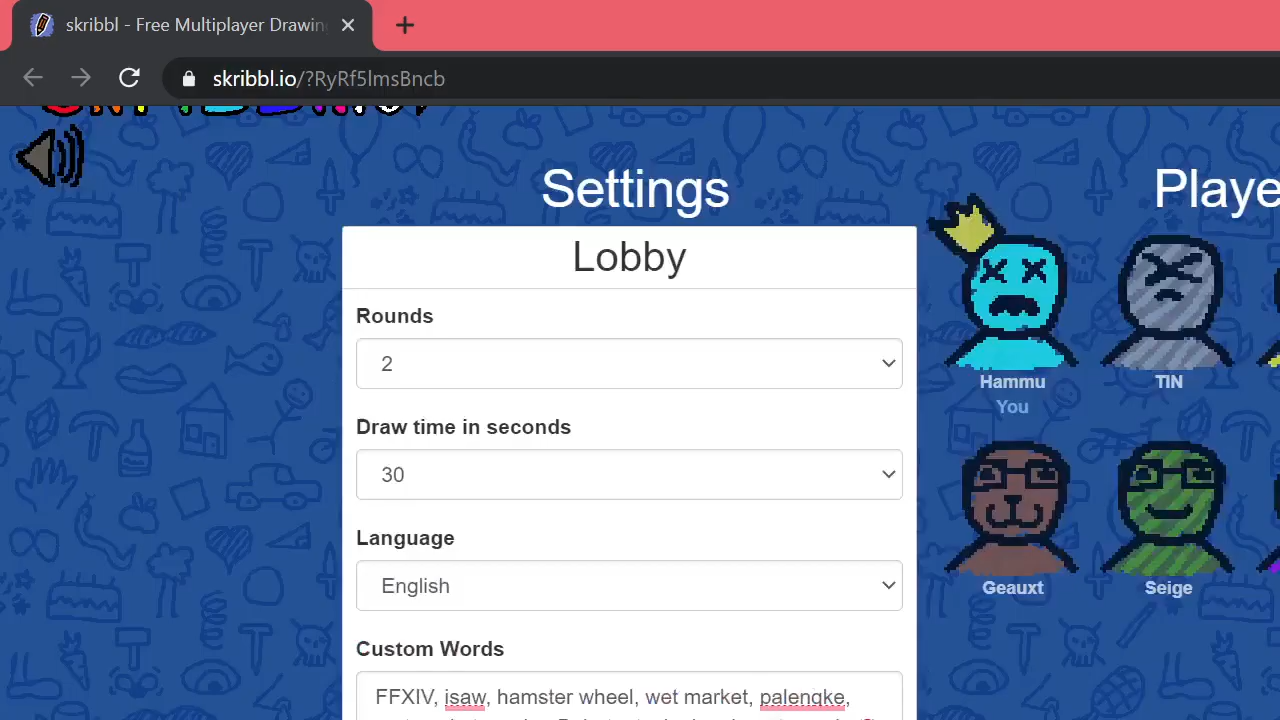 skribbl - Free Multiplayer Drawin
skribbl.io/?RyRf5lmsBncb
Settings
Playe
Lobby
Rounds
2
Draw time in seconds
30
Language
English
Custom Words
FFXIV, isaw, hamster wheel, wet market, palengke,
Hammu
You
TIN
Geauxt
Seige